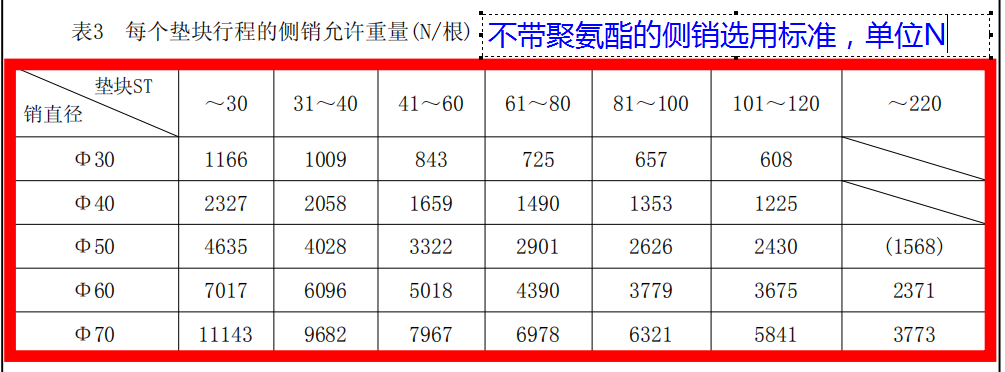 表3 每个垫块行程的侧销允许重量(N/根) 不带聚氨酯的侧销选用标准，单位N
垫块ST
销直径
～30 31～40 41～60 61～80 81～100 101～120 ～220
Φ30 1166 1009 843 725 657 608
Φ40 2327 2058 1659 1490 1353 1225
Φ50 4635 4028 3322 2901 2626 2430 (1568)
Φ60 7017 6096 5018 4390 3779 3675 2371
Φ70 11143 9682 7967 6978 6321 5841 3773